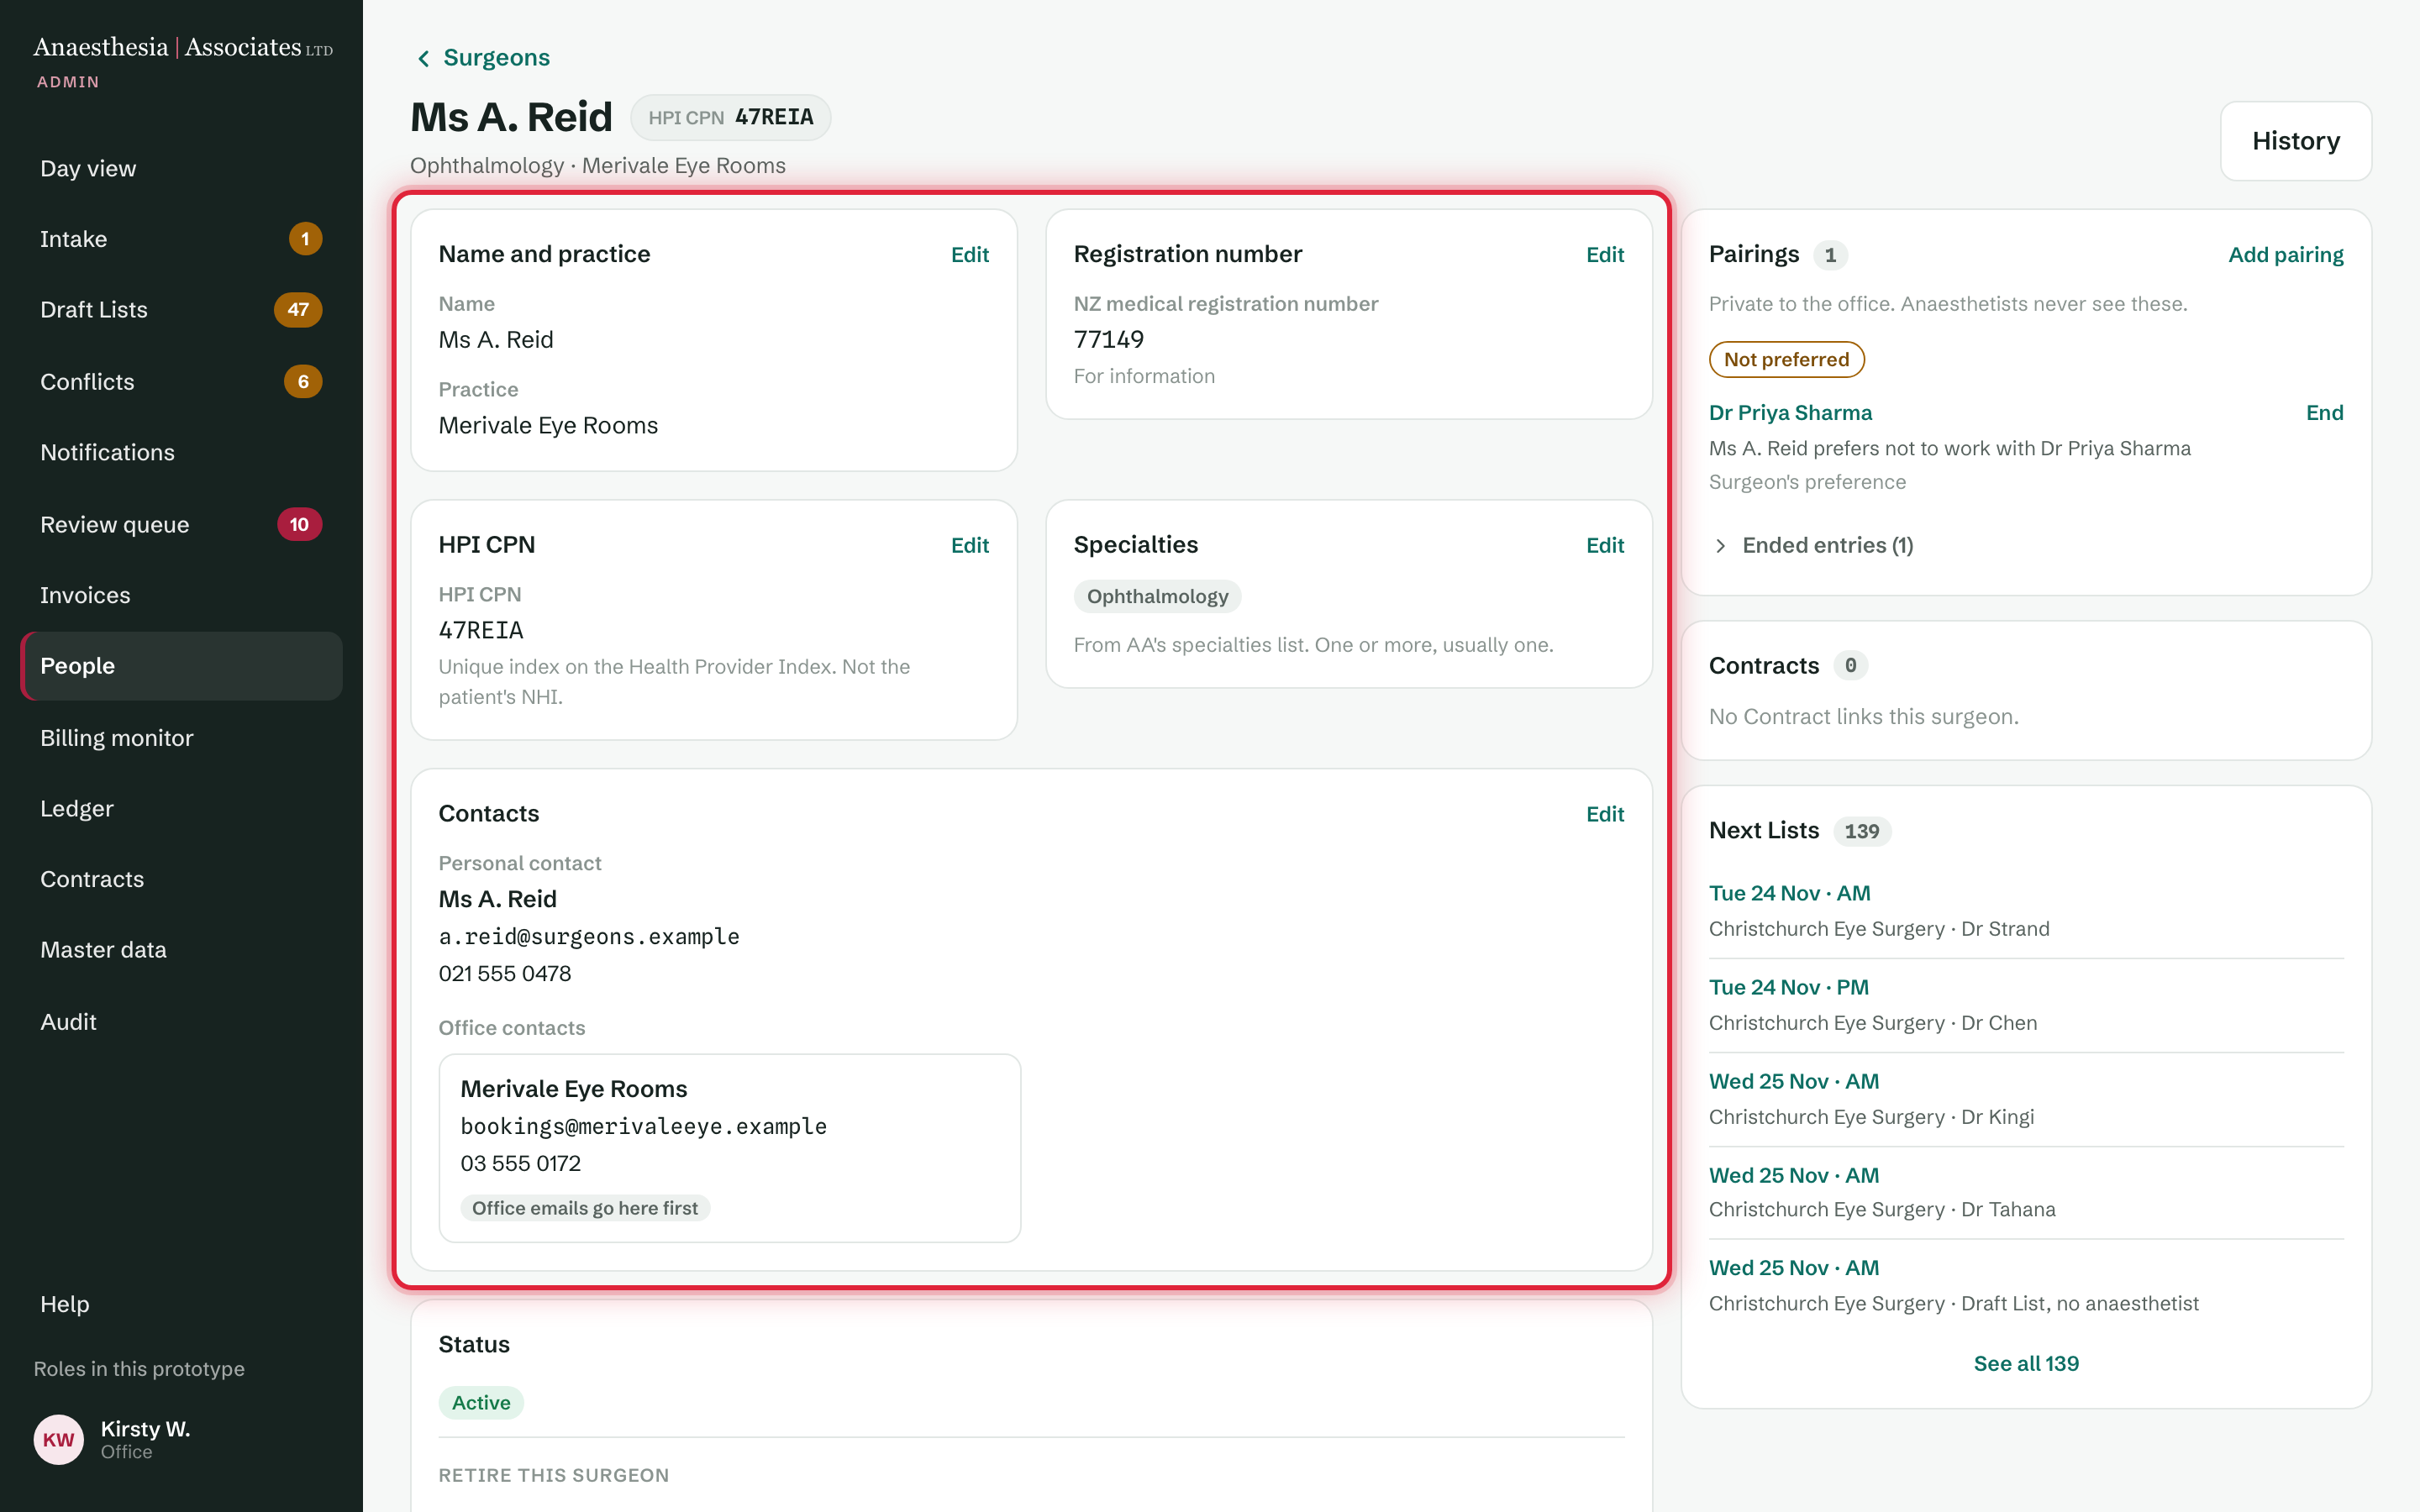 Anaesthesia | Associates LTD
ADMIN
Day view
Intake 1
Draft Lists 47
Conflicts 6
Notifications
Review queue 10
Invoices
People
Billing monitor
Ledger
Contracts
Master data
Audit
Help
Roles in this prototype
KW
Kirsty W.
Office
Surgeons
Ms A. Reid HPI CPN 47REIA
Ophthalmology · Merivale Eye Rooms
History
Name and practice Edit
Name
Ms A. Reid
Practice
Merivale Eye Rooms
Registration number Edit
NZ medical registration number
77149
For information
HPI CPN Edit
HPI CPN
47REIA
Unique index on the Health Provider Index. Not the
patient's NHI.
Specialties Edit
Ophthalmology
From AA's specialties list. One or more, usually one.
Contacts Edit
Personal contact
Ms A. Reid
a.reid@surgeons.example
021 555 0478
Office contacts
Merivale Eye Rooms
bookings@merivaleeye.example
03 555 0172
Office emails go here first
Status
Active
RETIRE THIS SURGEON
Pairings 1 Add pairing
Private to the office. Anaesthetists never see these.
Not preferred
Dr Priya Sharma End
Ms A. Reid prefers not to work with Dr Priya Sharma
Surgeon's preference
Ended entries (1)
Contracts 0
No Contract links this surgeon.
Next Lists 139
Tue 24 Nov · AM
Christchurch Eye Surgery · Dr Strand
Tue 24 Nov · PM
Christchurch Eye Surgery · Dr Chen
Wed 25 Nov · AM
Christchurch Eye Surgery · Dr Kingi
Wed 25 Nov · AM
Christchurch Eye Surgery · Dr Tahana
Wed 25 Nov · AM
Christchurch Eye Surgery · Draft List, no anaesthetist
See all 139